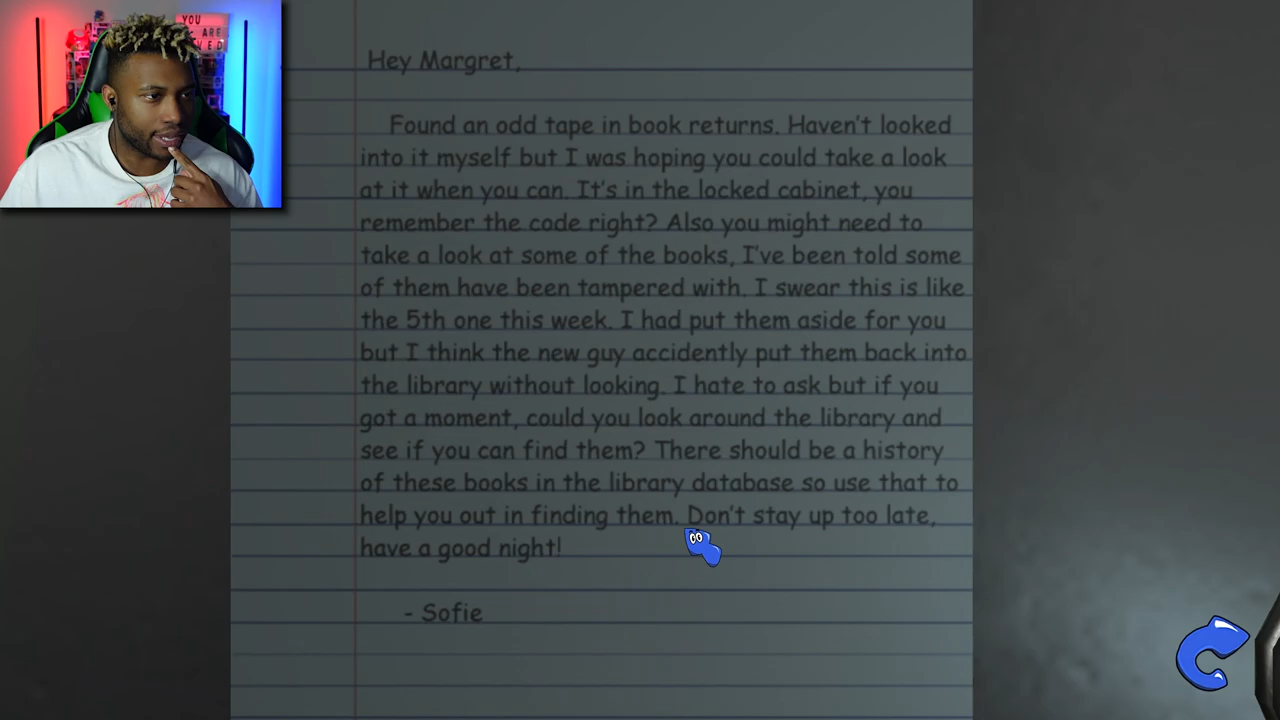 YOU
ARE
Hey Margret,
Found an odd tape in book returns. Haven't looked
into it myself but I was hoping you could take a look
at it when you can. It's in the locked cabinet, you
remember the code right? Also you might need to
take a look at some of the books, I've been told some
of them have been tampered with. I swear this is like
the 5th one this week. I had put them aside for you
but I think the new guy accidently put them back into
the library without looking. I hate to ask but if you
got a moment, could you look around the library and
see if you can find them? There should be a history
of these books in the library database so use that to
help you out in finding them. Don't stay up too late,
have a good night!
- Sofie